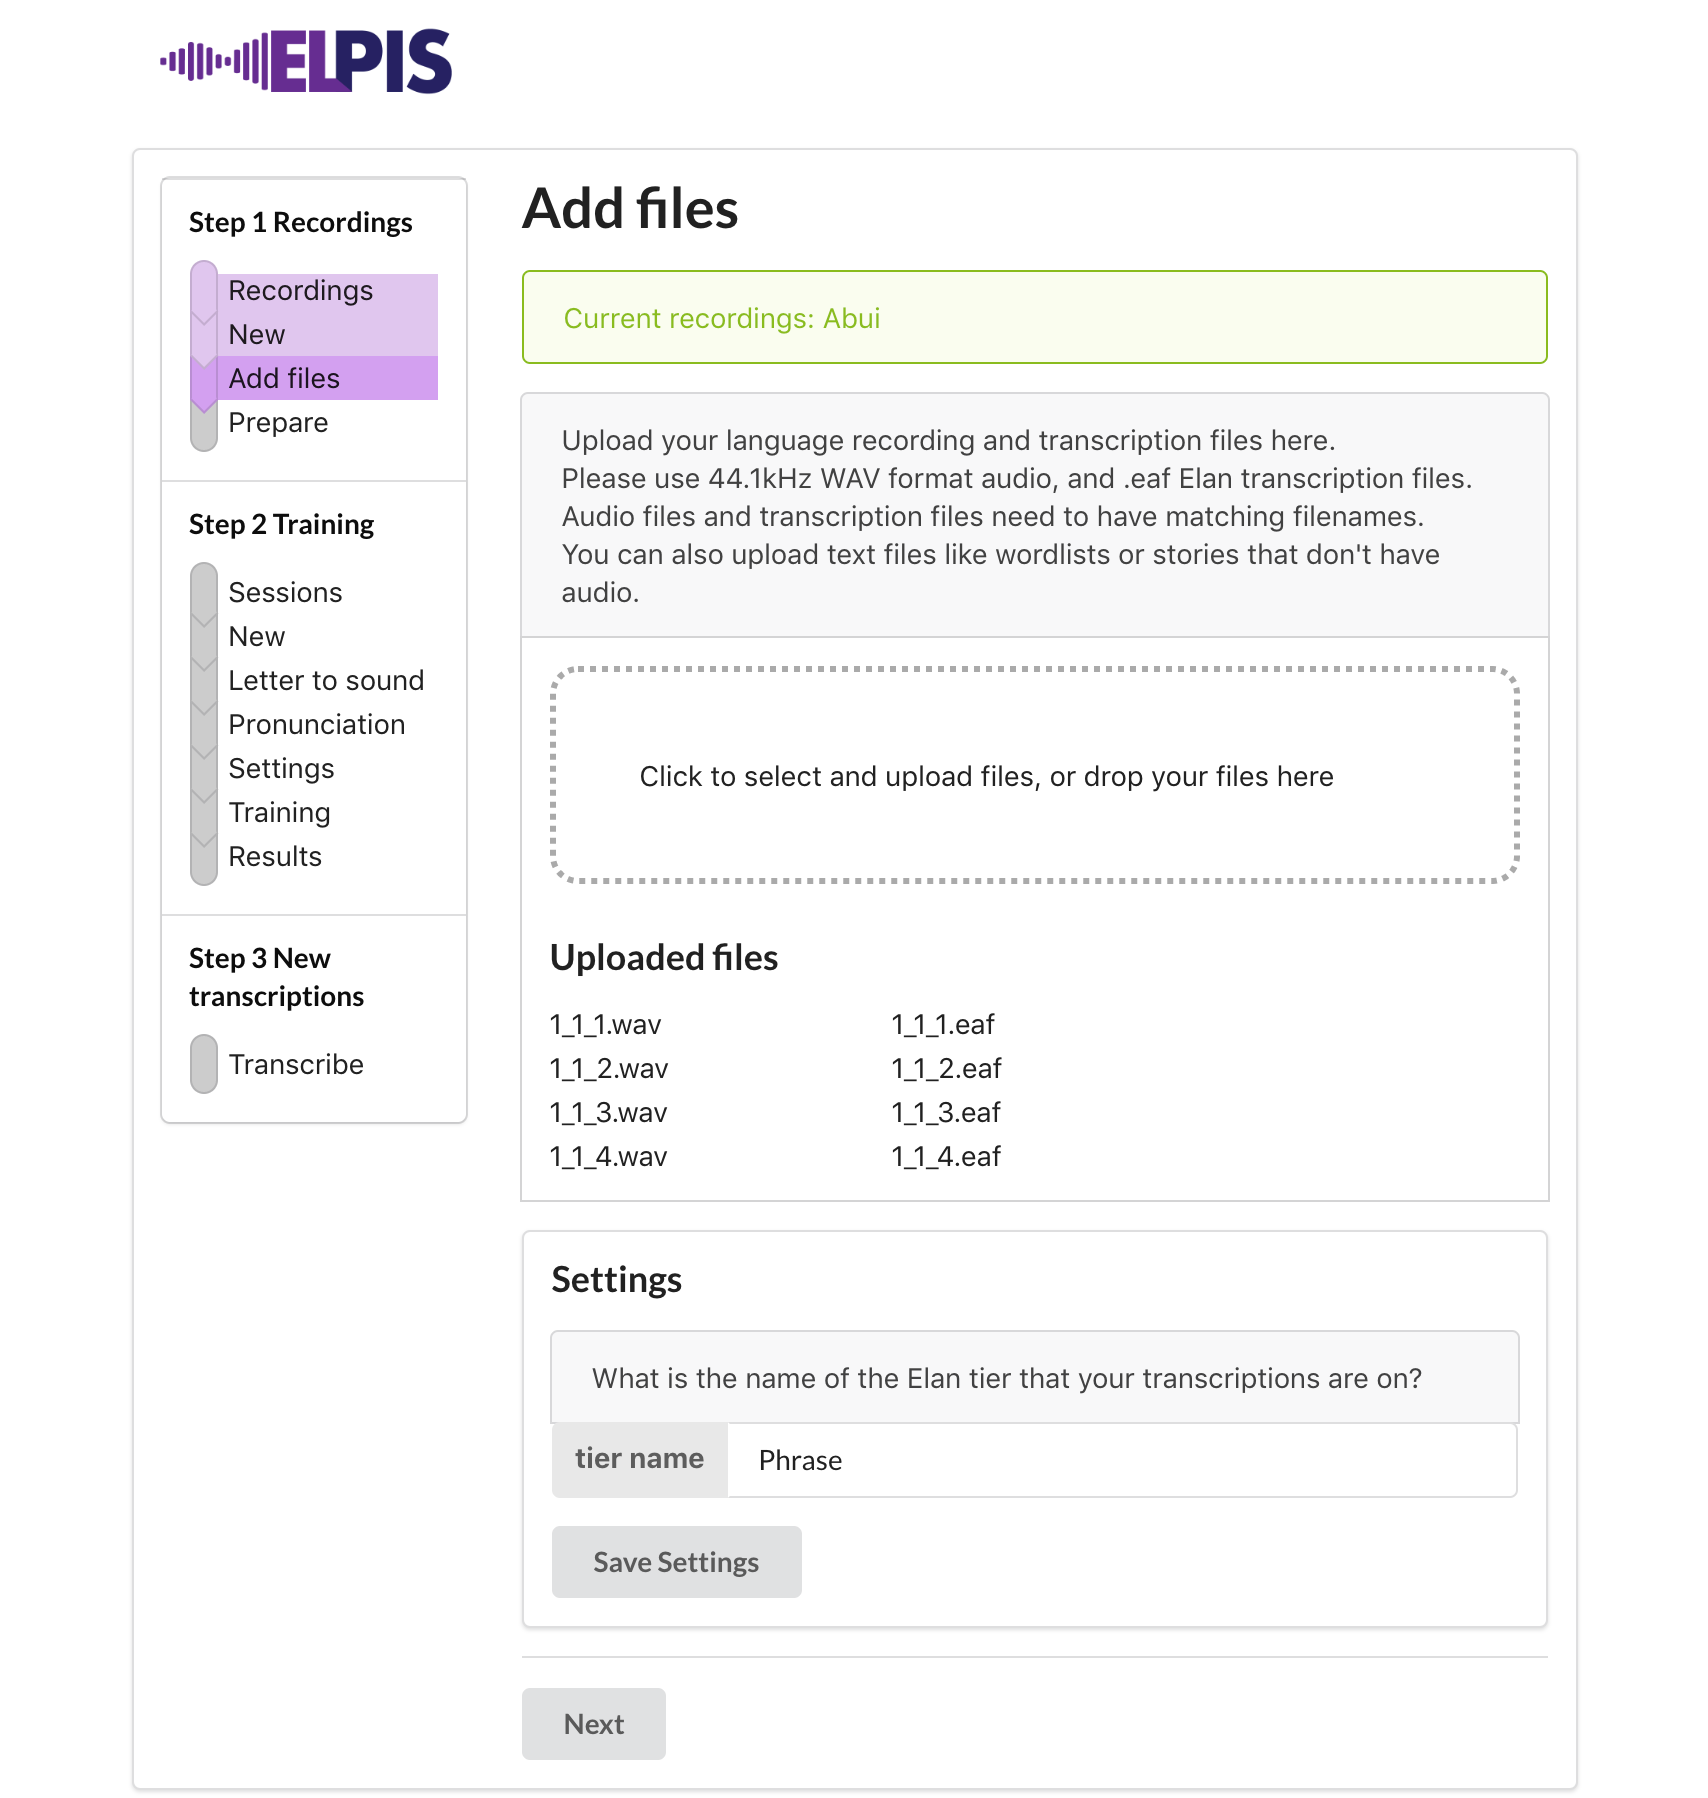 ELPIS
Step 1 Recordings
Recordings
New
Add files
Prepare
Step 2 Training
Sessions
New
Letter to sound
Pronunciation
Settings
Training
Results
Step 3 New
transcriptions
Transcribe
Add files
Current recordings: Abui
Upload your language recording and transcription files here.
Please use 44.1kHz WAV format audio, and .eaf Elan transcription files.
Audio files and transcription files need to have matching filenames.
You can also upload text files like wordlists or stories that don't have
audio.
Click to select and upload files, or drop your files here
Uploaded files
1_1_1.wav 1_1_1.eaf
1_1_2.wav 1_1_2.eaf
1_1_3.wav 1_1_3.eaf
1_1_4.wav 1_1_4.eaf
Settings
What is the name of the Elan tier that your transcriptions are on?
tier name Phrase
Save Settings
Next